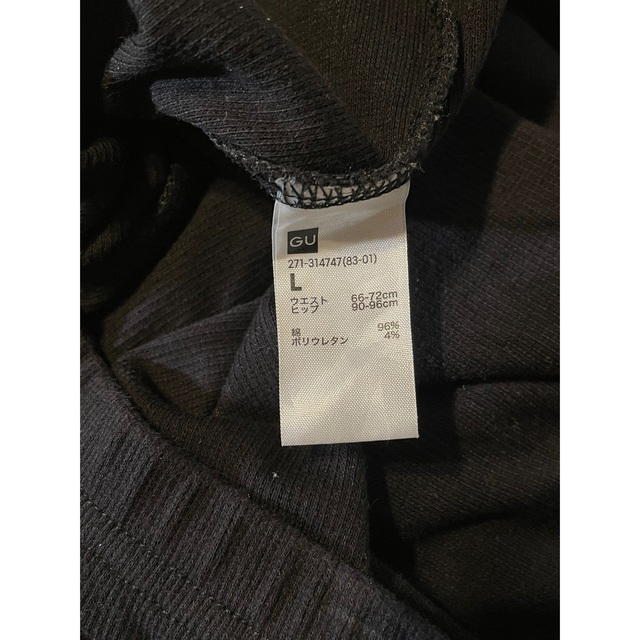 GU
271-314747(83-01)
L
ウエスト 66-72cm
ヒップ 90-96cm
綿 96%
ポリウレタン 4%